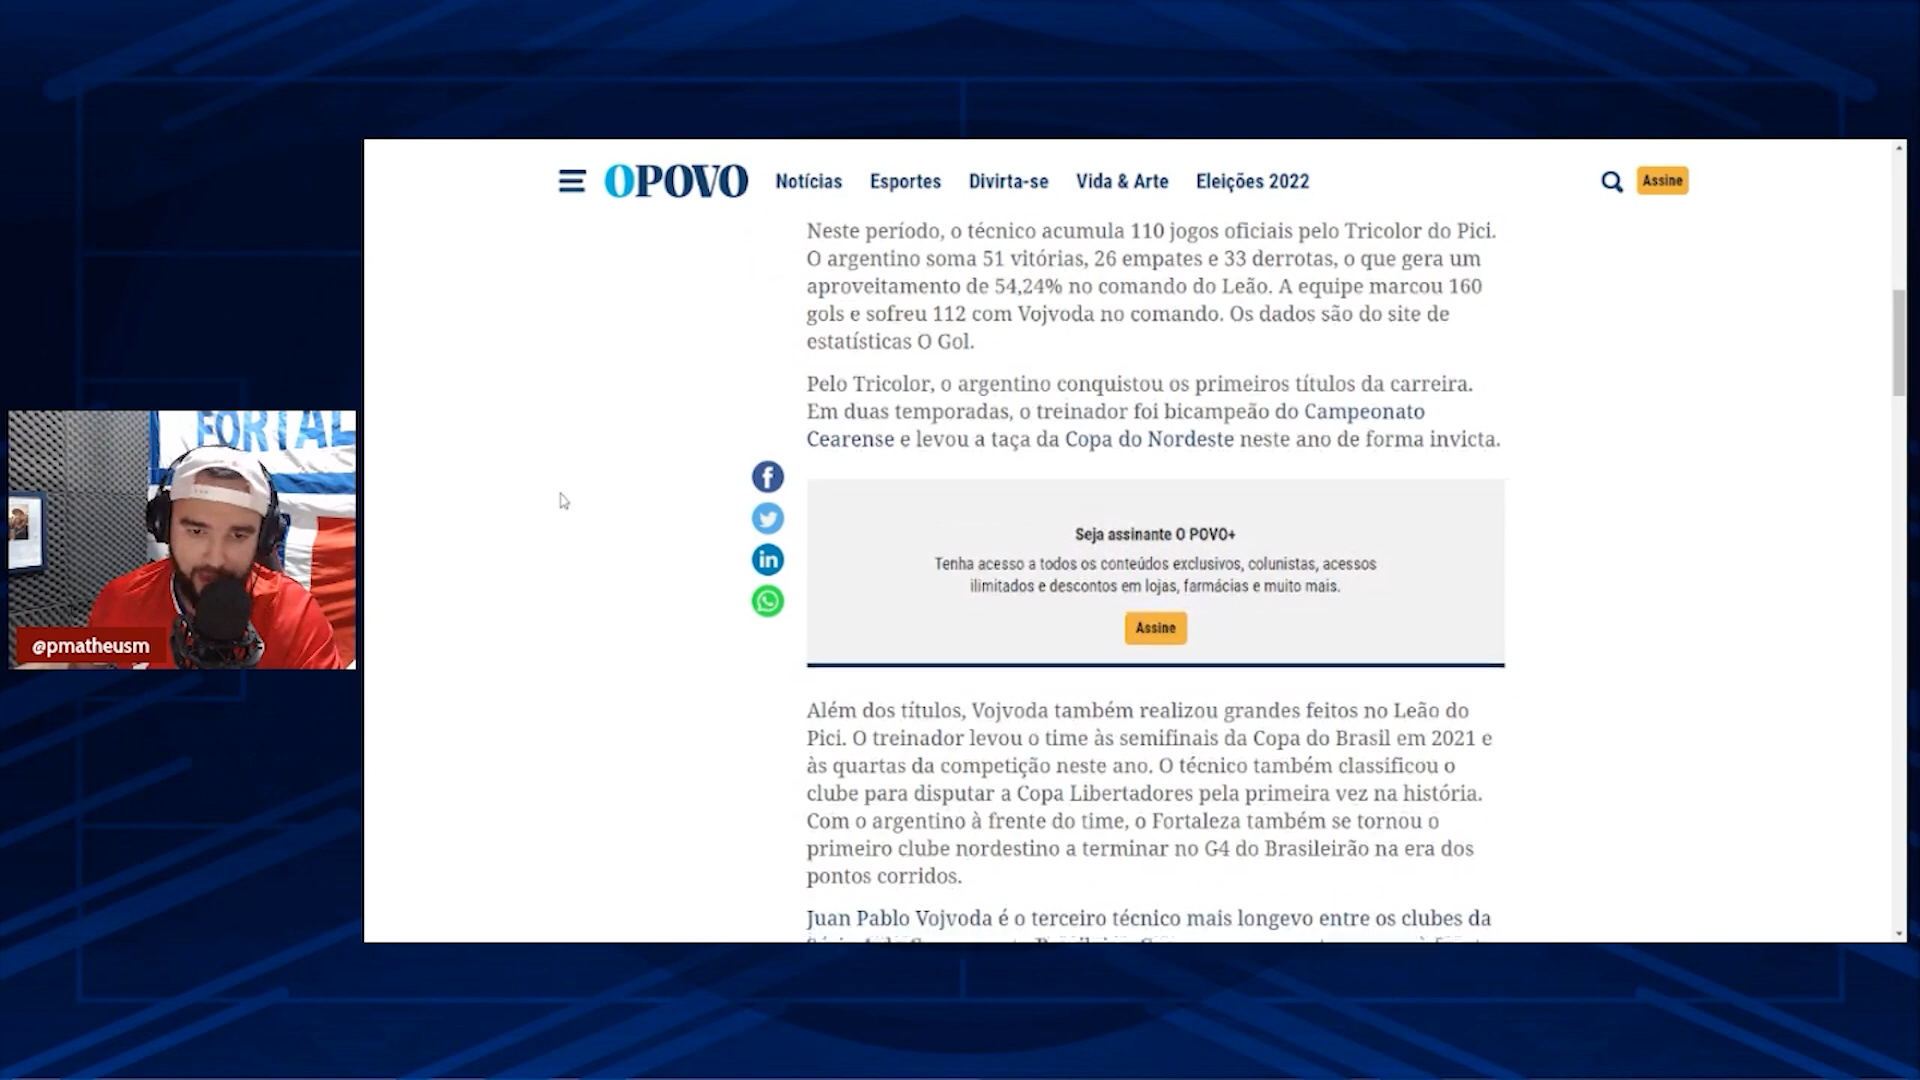 OPOVO
Notícias
Esportes
Divirta-se
Vida & Arte
Eleições 2022
Assine
Neste período, o técnico acumula 110 jogos oficiais pelo Tricolor do Pici.
O argentino soma 51 vitórias, 26 empates e 33 derrotas, o que gera um
aproveitamento de 54,24% no comando do Leão. A equipe marcou 160
gols e sofreu 112 com Vojvoda no comando. Os dados são do site de
estatísticas O Gol.
Pelo Tricolor, o argentino conquistou os primeiros títulos da carreira.
Em duas temporadas, o treinador foi bicampeão do Campeonato
Cearense e levou a taça da Copa do Nordeste neste ano de forma invicta.
Seja assinante O POVO+
Tenha acesso a todos os conteúdos exclusivos, colunistas, acessos
ilimitados e descontos em lojas, farmácias e muito mais.
Assine
Além dos títulos, Vojvoda também realizou grandes feitos no Leão do
Pici. O treinador levou o time às semifinais da Copa do Brasil em 2021 e
às quartas da competição neste ano. O técnico também classificou o
clube para disputar a Copa Libertadores pela primeira vez na história.
Com o argentino à frente do time, o Fortaleza também se tornou o
primeiro clube nordestino a terminar no G4 do Brasileirão na era dos
pontos corridos.
Juan Pablo Vojvoda é o terceiro técnico mais longevo entre os clubes da
FORTAL
@pmatheusm